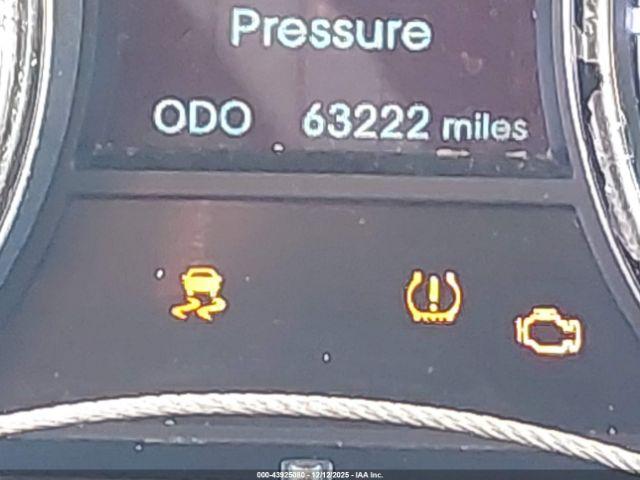 Pressure
ODO 63222 miles
000-43925080 - 12/12/2025 - IAA Inc.